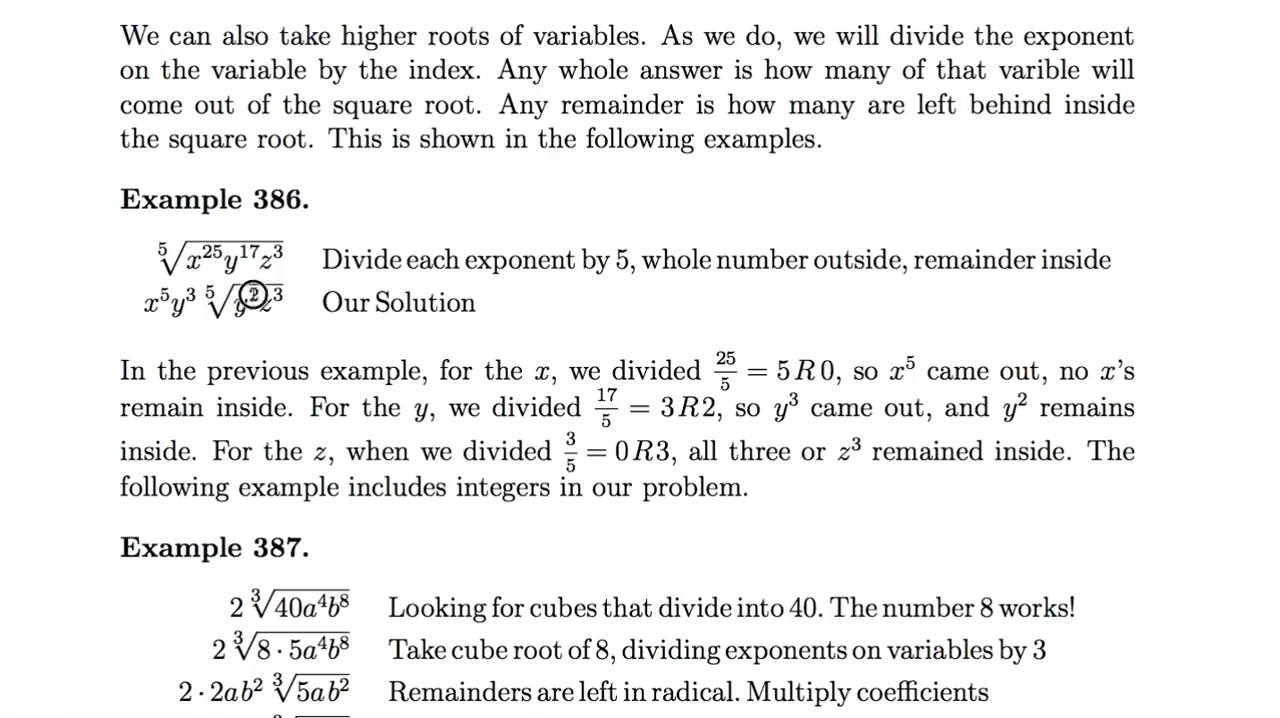 We can also take higher roots of variables. As we do, we will divide the exponent
on the variable by the index. Any whole answer is how many of that varible will
come out of the square root. Any remainder is how many are left behind inside
the square root. This is shown in the following examples.
Example 386.
⁵√(x²⁵y¹⁷z³) Divide each exponent by 5, whole number outside, remainder inside
x⁵y³ ⁵√(y²z³) Our Solution
In the previous example, for the x, we divided 25/5 = 5R0, so x⁵ came out, no x's
remain inside. For the y, we divided 17/5 = 3R2, so y³ came out, and y² remains
inside. For the z, when we divided 3/5 = 0R3, all three or z³ remained inside. The
following example includes integers in our problem.
Example 387.
2 ³√(40a⁴b⁸) Looking for cubes that divide into 40. The number 8 works!
2 ³√(8 · 5a⁴b⁸) Take cube root of 8, dividing exponents on variables by 3
2 · 2ab² ³√(5ab²) Remainders are left in radical. Multiply coefficients